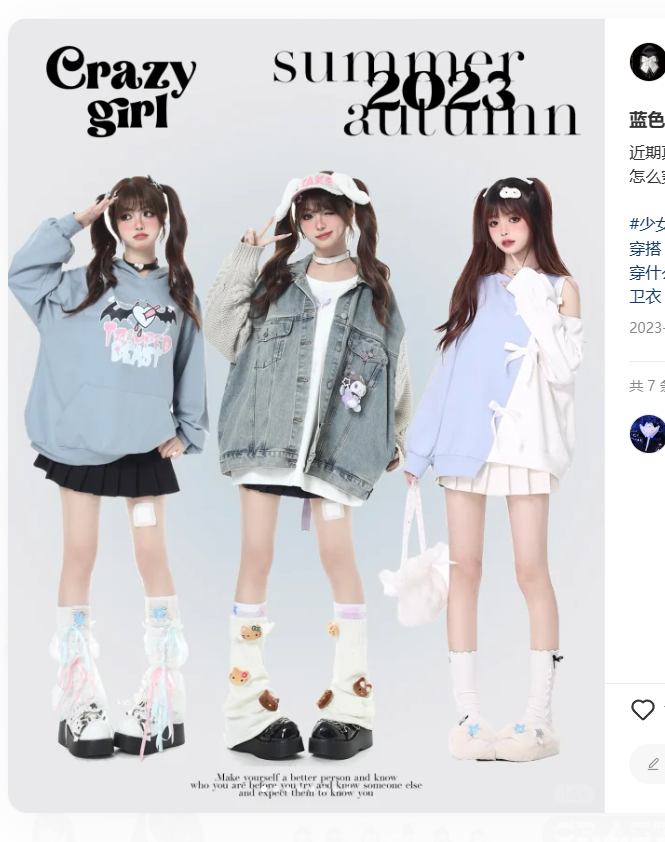 Crazy
girl
summer
2023
autumn
Make yourself a better person and know
who you are before you try and know someone else
and expect them to know you
蓝色
近期
怎么
#少女
穿搭
穿什么
卫衣
2023-
共 7 条